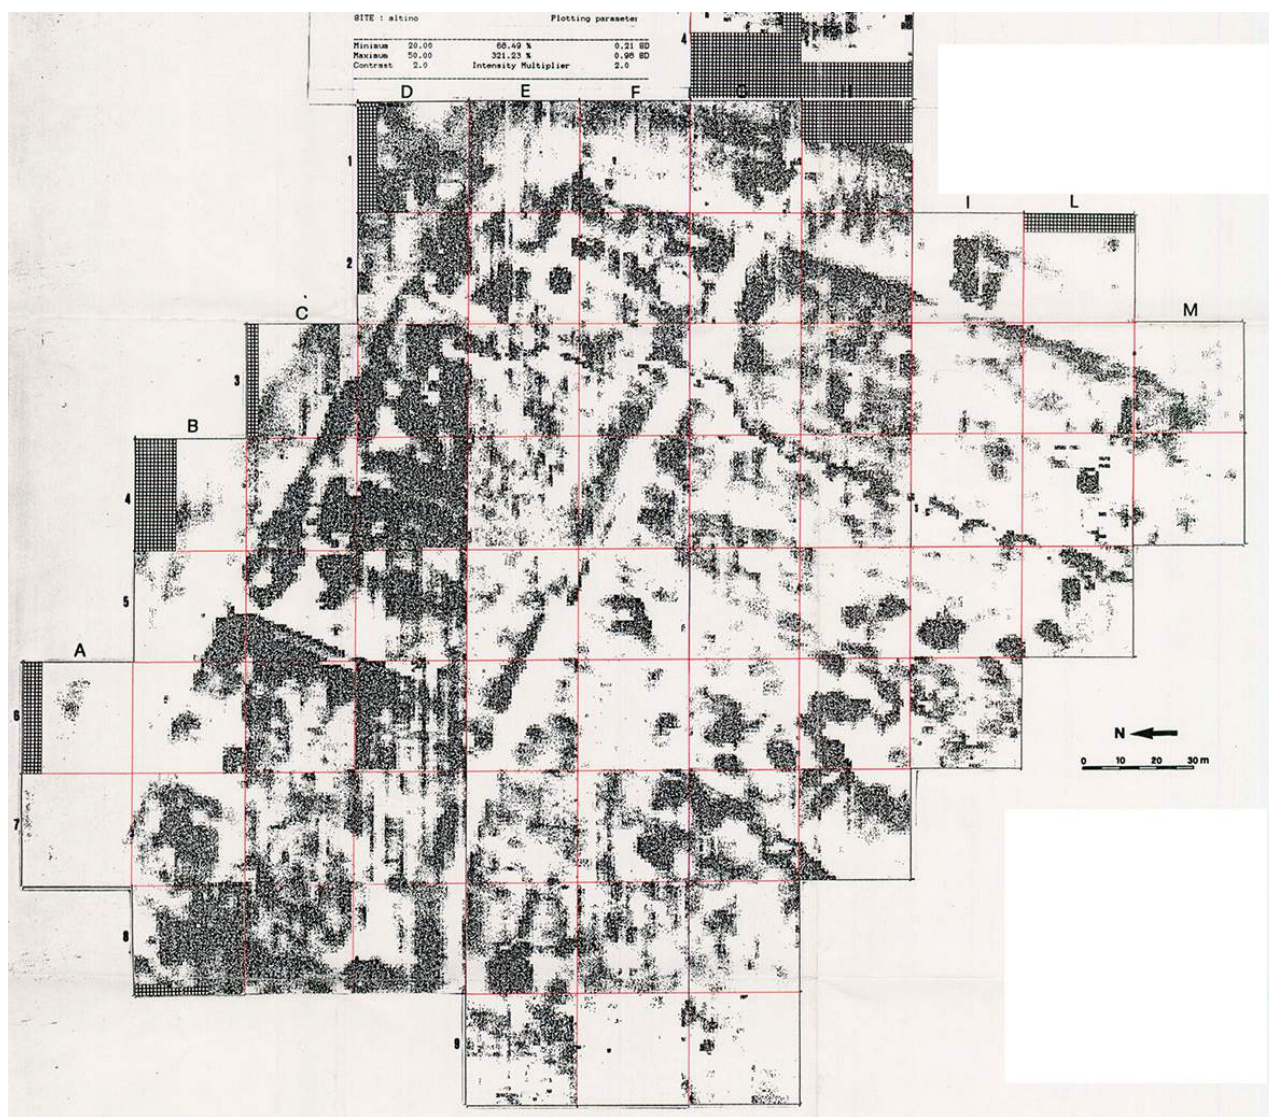 SITE : altino Plotting parameter
Minimum 20.00 68.49 % 0.21 SD
Maximum 50.00 321.23 % 0.98 SD
Contrast 2.0 Intensity Multiplier 2.0
4
D E F G H
1
I L
2
C M
3
B
4
5
A
6
N
0 10 20 30 m
7
8
9